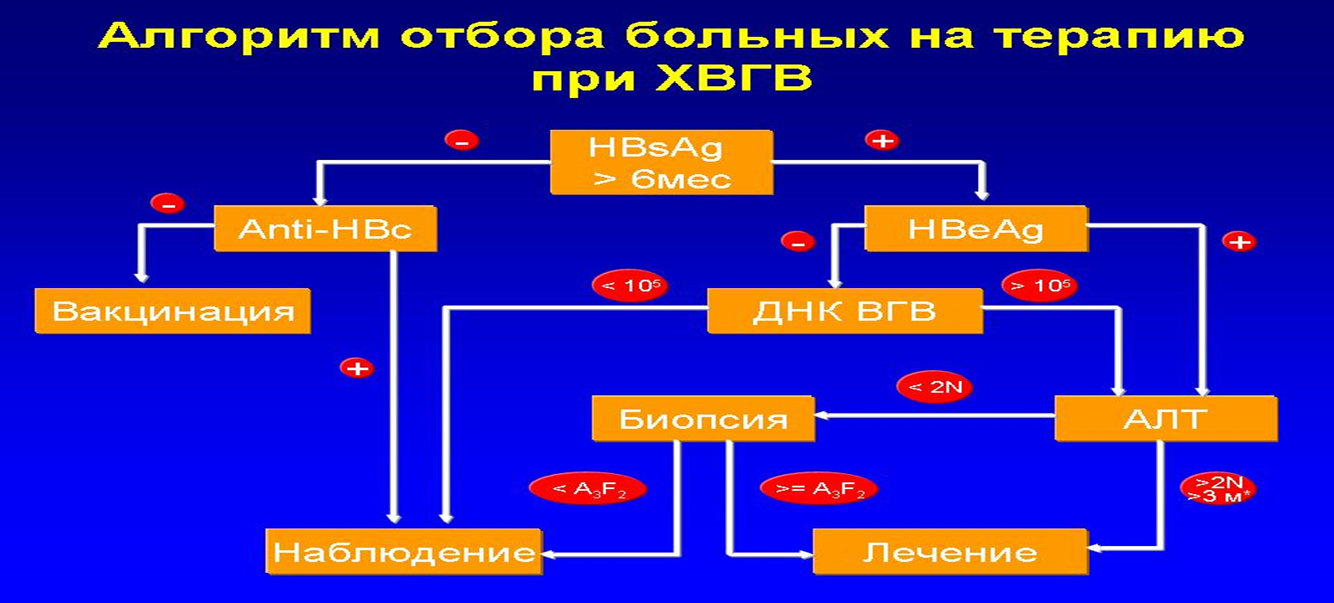 Алгоритм отбора больных на терапию
при ХВГВ
HBsAg
> 6мес
-
+
Anti-HBc
-
HBeAg
-
+
Вакцинация
< 10⁵
ДНК ВГВ
> 10⁵
+
< 2N
Биопсия
АЛТ
< A₃F₂
>= A₃F₂
>2N
>3 м*
Наблюдение
Лечение